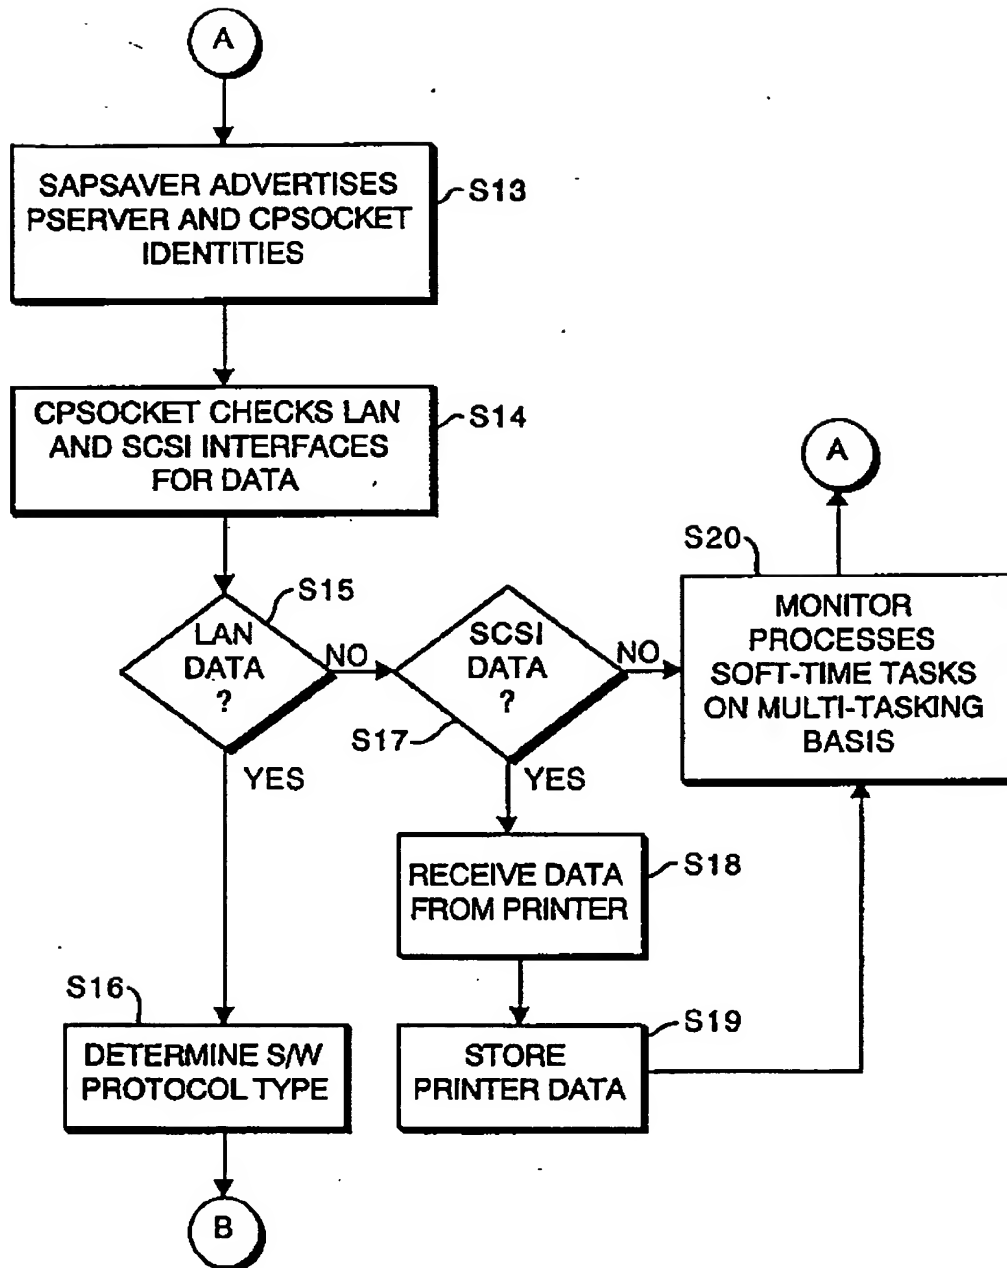 A
SAPSAVER ADVERTISES
PSERVER AND CPSOCKET
IDENTITIES
S13
CPSOCKET CHECKS LAN
AND SCSI INTERFACES
FOR DATA
S14
LAN
DATA
?
S15
NO
YES
SCSI
DATA
?
S17
NO
YES
A
S20
MONITOR
PROCESSES
SOFT-TIME TASKS
ON MULTI-TASKING
BASIS
RECEIVE DATA
FROM PRINTER
S18
S16
DETERMINE S/W
PROTOCOL TYPE
STORE
PRINTER DATA
S19
B